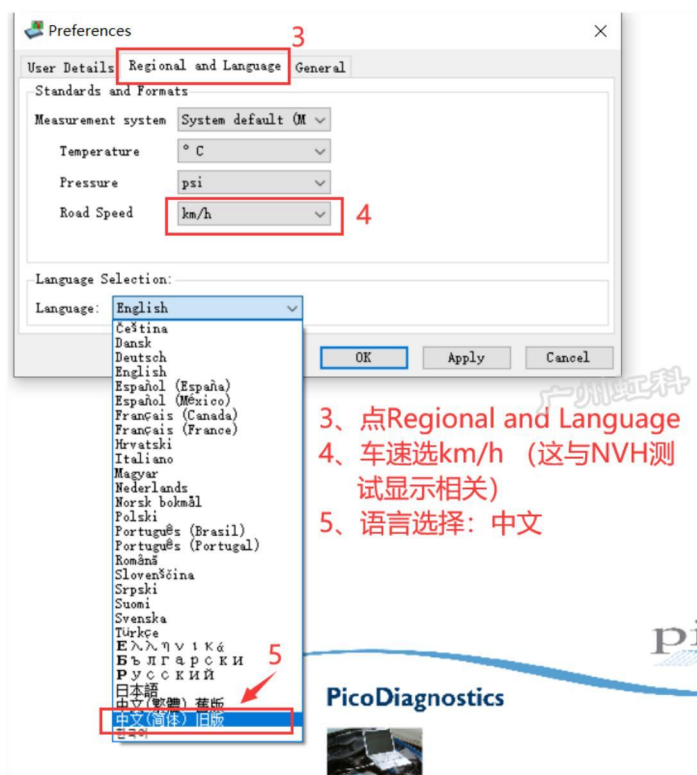 Preferences
3
User Details Regional and Language General
Standards and Formats
Measurement system System default (M
Temperature ° C
Pressure psi
Road Speed km/h
4
Language Selection:
Language: English
Čeština
Dansk
Deutsch
English
Español (España)
Español (México)
Français (Canada)
Français (France)
Hrvatski
Italiano
Magyar
Nederlands
Norsk bokmål
Polski
Português (Brasil)
Português (Portugal)
Română
Slovenščina
Srpski
Suomi
Svenska
Türkçe
Ελληνικά
Български
Русский
日本語
中文(繁體) 舊版
中文(简体) 旧版
한국어
5
OK Apply Cancel
广州虹科
3、点Regional and Language
4、车速选km/h （这与NVH测
试显示相关）
5、语言选择：中文
pi
PicoDiagnostics